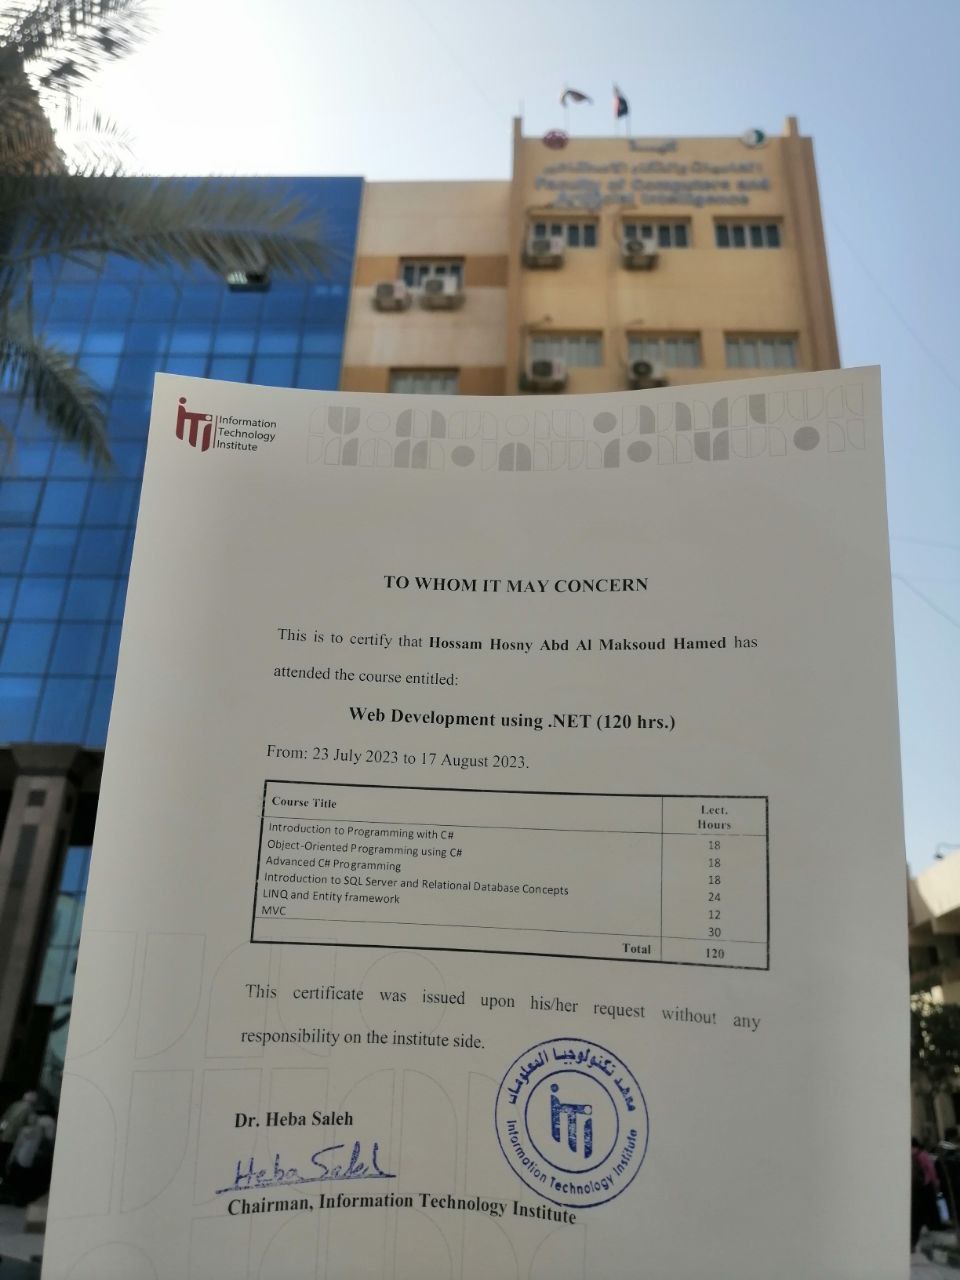 Faculty of Computers and
Artificial Intelligence
iTi
Information
Technology
Institute
TO WHOM IT MAY CONCERN
This is to certify that Hossam Hosny Abd Al Maksoud Hamed has
attended the course entitled:
Web Development using .NET (120 hrs.)
From: 23 July 2023 to 17 August 2023.
Course Title Lect. Hours
Introduction to Programming with C# 18
Object-Oriented Programming using C# 18
Advanced C# Programming 18
Introduction to SQL Server and Relational Database Concepts 24
LINQ and Entity framework 12
MVC 30
Total 120
This certificate was issued upon his/her request without any
responsibility on the institute side.
معهد تكنولوجيا المعلومات
iTi
Information Technology Institute
Dr. Heba Saleh
Heba Saleh
Chairman, Information Technology Institute